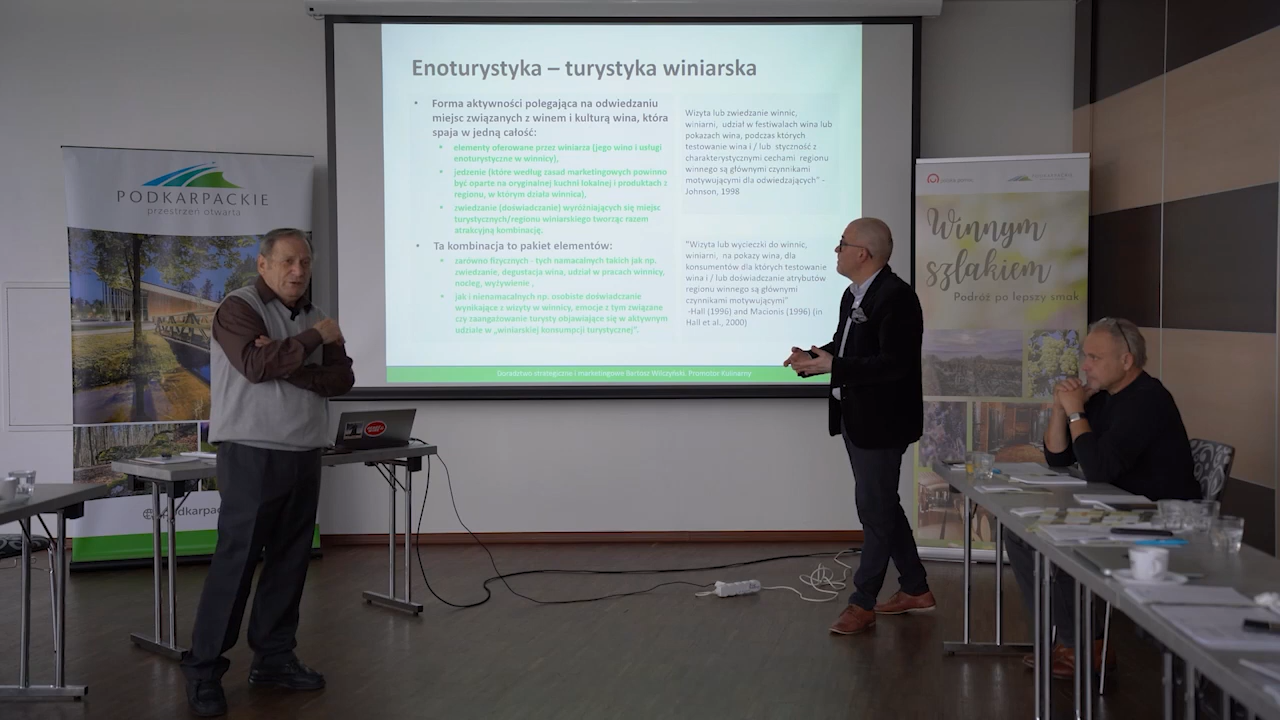 Enoturystyka – turystyka winiarska
• Forma aktywności polegająca na odwiedzaniu
miejsc związanych z winem i kulturą wina, która
spaja w jedną całość:
• elementy oferowane przez winiarza (jego wino i usługi
enoturystyczne w winnicy),
• jedzenie (które według zasad marketingowych powinno
być oparte na oryginalnej kuchni lokalnej i produktach z
regionu, w którym działa winnica),
• zwiedzanie (doświadczanie) wyróżniających się miejsc
turystycznych/regionu winiarskiego tworząc razem
atrakcyjną kombinację.
• Ta kombinacja to pakiet elementów:
• zarówno fizycznych - tych namacalnych takich jak np.
zwiedzanie, degustacja wina, udział w pracach winnicy,
nocleg, wyżywienie ,
• jak i nienamacalnych np. osobiste doświadczanie
wynikające z wizyty w winnicy, emocje z tym związane
czy zaangażowanie turysty objawiające się w aktywnym
udziale w „winiarskiej konsumpcji turystycznej”.
Wizyta lub zwiedzanie winnic,
winiarni, udział w festiwalach wina lub
pokazach wina, podczas których
testowanie wina i / lub styczność z
charakterystycznymi cechami regionu
winnego są głównymi czynnikami
motywującymi dla odwiedzających" –
Johnson, 1998
"Wizyta lub wycieczki do winnic,
winiarni, na pokazy wina, dla
konsumentów dla których testowanie
wina i / lub doświadczanie atrybutów
regionu winnego są głównymi
czynnikami motywującymi"
-Hall (1996) and Macionis (1996) (in
Hall et al., 2000)
Doradztwo strategiczne i marketingowe Bartosz Wilczyński. Promotor Kulinarny
PODKARPACKIE
przestrzeń otwarta
podkarpac
Winnym
szlakiem
Podróż po lepszy smak